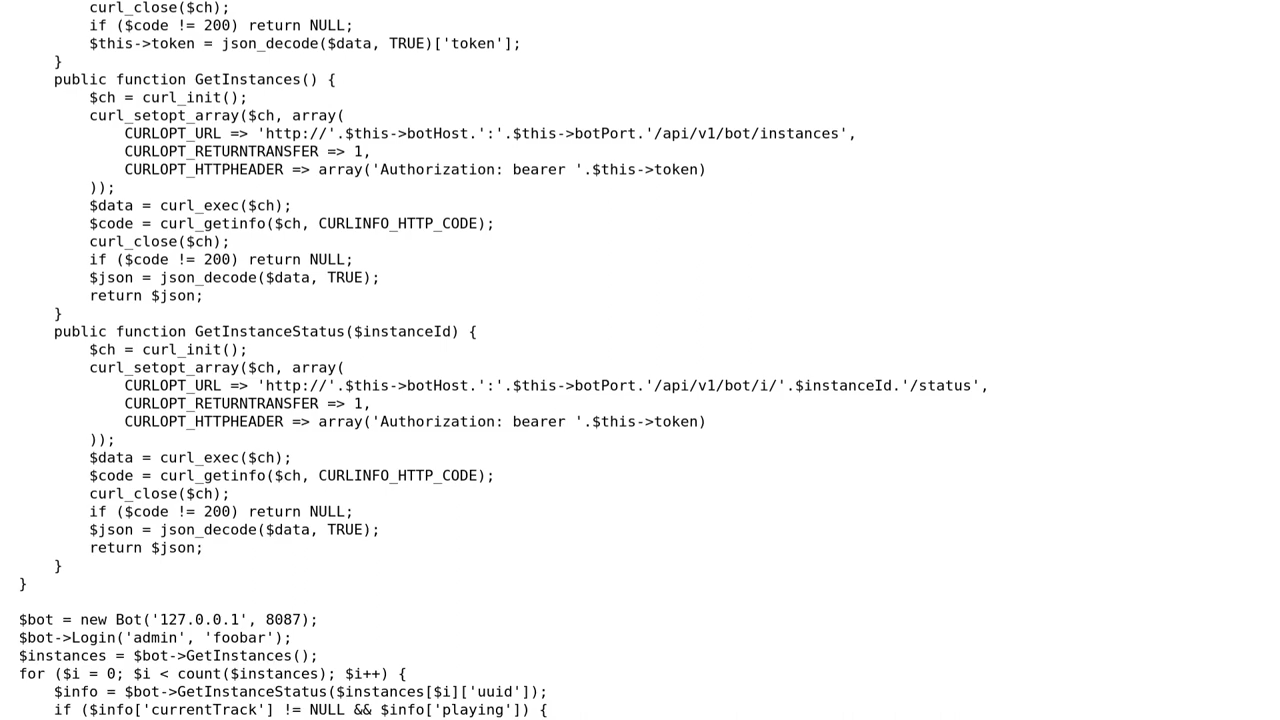 curl_close($ch);
        if ($code != 200) return NULL;
        $this->token = json_decode($data, TRUE)['token'];
    }
    public function GetInstances() {
        $ch = curl_init();
        curl_setopt_array($ch, array(
            CURLOPT_URL => 'http://'.$this->botHost.':'.$this->botPort.'/api/v1/bot/instances',
            CURLOPT_RETURNTRANSFER => 1,
            CURLOPT_HTTPHEADER => array('Authorization: bearer '.$this->token)
        ));
        $data = curl_exec($ch);
        $code = curl_getinfo($ch, CURLINFO_HTTP_CODE);
        curl_close($ch);
        if ($code != 200) return NULL;
        $json = json_decode($data, TRUE);
        return $json;
    }
    public function GetInstanceStatus($instanceId) {
        $ch = curl_init();
        curl_setopt_array($ch, array(
            CURLOPT_URL => 'http://'.$this->botHost.':'.$this->botPort.'/api/v1/bot/i/'.$instanceId.'/status',
            CURLOPT_RETURNTRANSFER => 1,
            CURLOPT_HTTPHEADER => array('Authorization: bearer '.$this->token)
        ));
        $data = curl_exec($ch);
        $code = curl_getinfo($ch, CURLINFO_HTTP_CODE);
        curl_close($ch);
        if ($code != 200) return NULL;
        $json = json_decode($data, TRUE);
        return $json;
    }
}

$bot = new Bot('127.0.0.1', 8087);
$bot->Login('admin', 'foobar');
$instances = $bot->GetInstances();
for ($i = 0; $i < count($instances); $i++) {
    $info = $bot->GetInstanceStatus($instances[$i]['uuid']);
    if ($info['currentTrack'] != NULL && $info['playing']) {